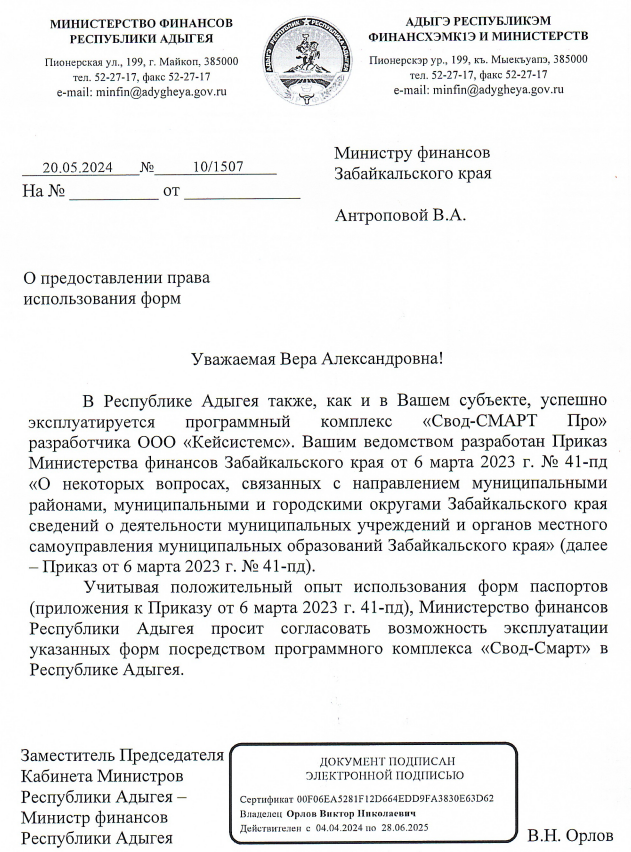 МИНИСТЕРСТВО ФИНАНСОВ
РЕСПУБЛИКИ АДЫГЕЯ
Пионерская ул., 199, г. Майкоп, 385000
тел. 52-27-17, факс 52-27-17
e-mail: minfin@adygheya.gov.ru
АДЫГЭ РЕСПУБЛИКЭМ
ФИНАНСХЭМКIЭ И МИНИСТЕРСТВ
Пионерскэр ур., 199, къ. Мыекъуапэ, 385000
тел. 52-27-17, факс 52-27-17
e-mail: minfin@adygheya.gov.ru
20.05.2024 № 10/1507
На № ___________ от ______________
Министру финансов
Забайкальского края
Антроповой В.А.
О предоставлении права
использования форм
Уважаемая Вера Александровна!
В Республике Адыгея также, как и в Вашем субъекте, успешно
эксплуатируется программный комплекс «Свод-СМАРТ Про»
разработчика ООО «Кейсистемс». Вашим ведомством разработан Приказ
Министерства финансов Забайкальского края от 6 марта 2023 г. № 41-пд
«О некоторых вопросах, связанных с направлением муниципальными
районами, муниципальными и городскими округами Забайкальского края
сведений о деятельности муниципальных учреждений и органов местного
самоуправления муниципальных образований Забайкальского края» (далее
– Приказ от 6 марта 2023 г. № 41-пд).
Учитывая положительный опыт использования форм паспортов
(приложения к Приказу от 6 марта 2023 г. 41-пд), Министерство финансов
Республики Адыгея просит согласовать возможность эксплуатации
указанных форм посредством программного комплекса «Свод-Смарт» в
Республике Адыгея.
Заместитель Председателя
Кабинета Министров
Республики Адыгея –
Министр финансов
Республики Адыгея
ДОКУМЕНТ ПОДПИСАН
ЭЛЕКТРОННОЙ ПОДПИСЬЮ
Сертификат 00F06EA5281F12D664EDD9FA3830E63D62
Владелец Орлов Виктор Николаевич
Действителен с 04.04.2024 по 28.06.2025
В.Н. Орлов